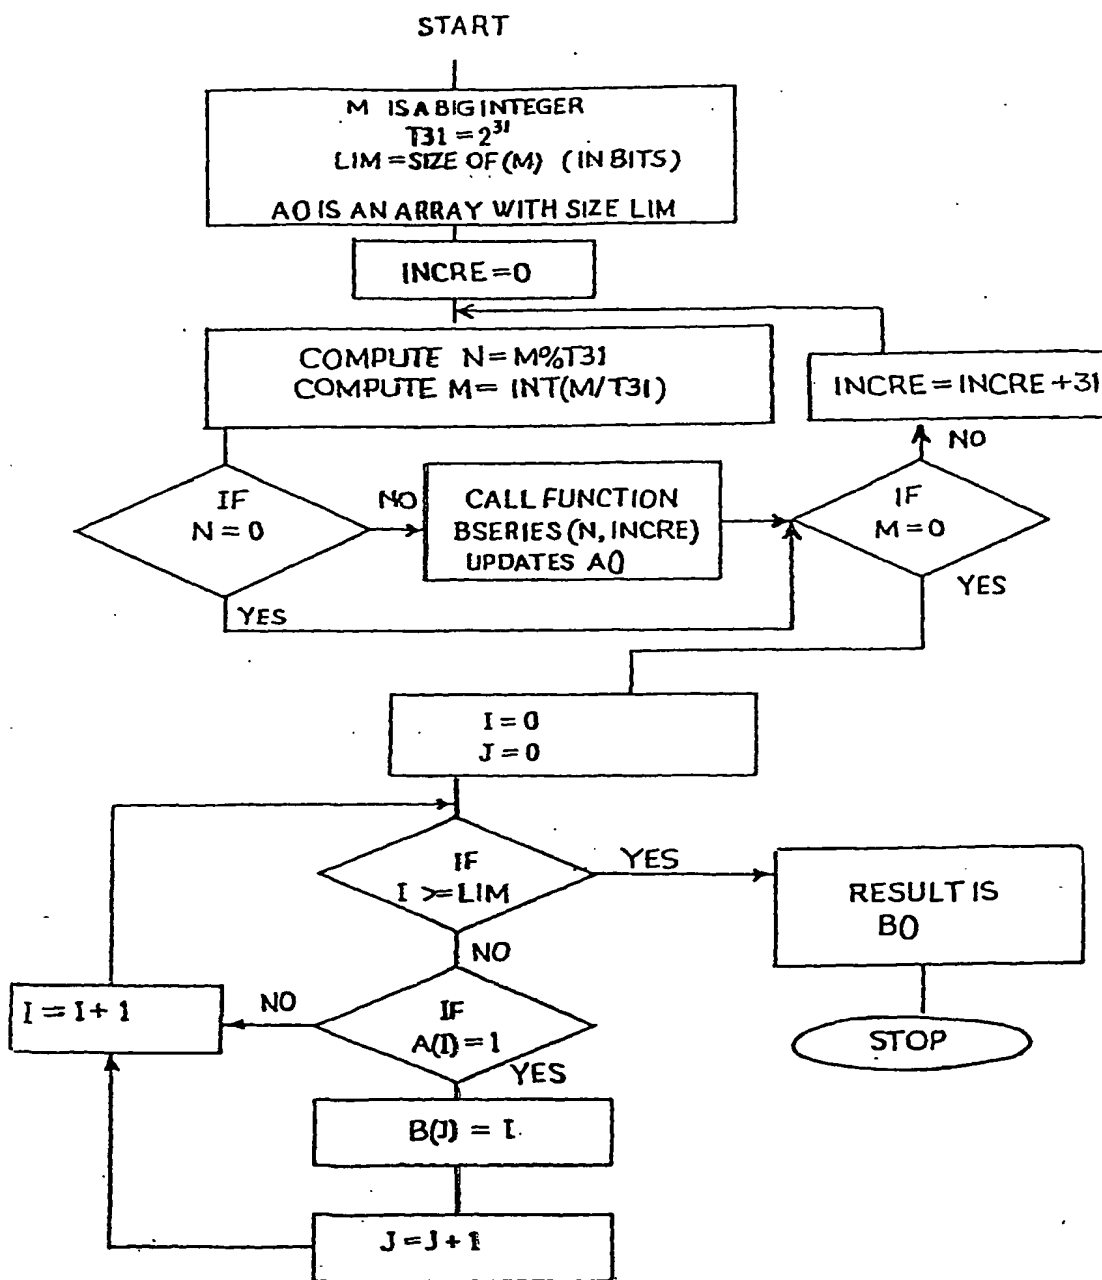 START
M IS A BIG INTEGER
T31 = 2³¹
LIM = SIZE OF (M) (IN BITS)
A() IS AN ARRAY WITH SIZE LIM
INCRE = 0
COMPUTE N = M%T31
COMPUTE M = INT(M/T31)
INCRE = INCRE + 31
NO
IF
N = 0
NO
CALL FUNCTION
BSERIES (N, INCRE)
UPDATES A()
IF
M = 0
YES
YES
I = 0
J = 0
IF
I >= LIM
YES
RESULT IS
B()
NO
I = I + 1
NO
IF
A(I) = 1
YES
STOP
B(J) = I
J = J + 1